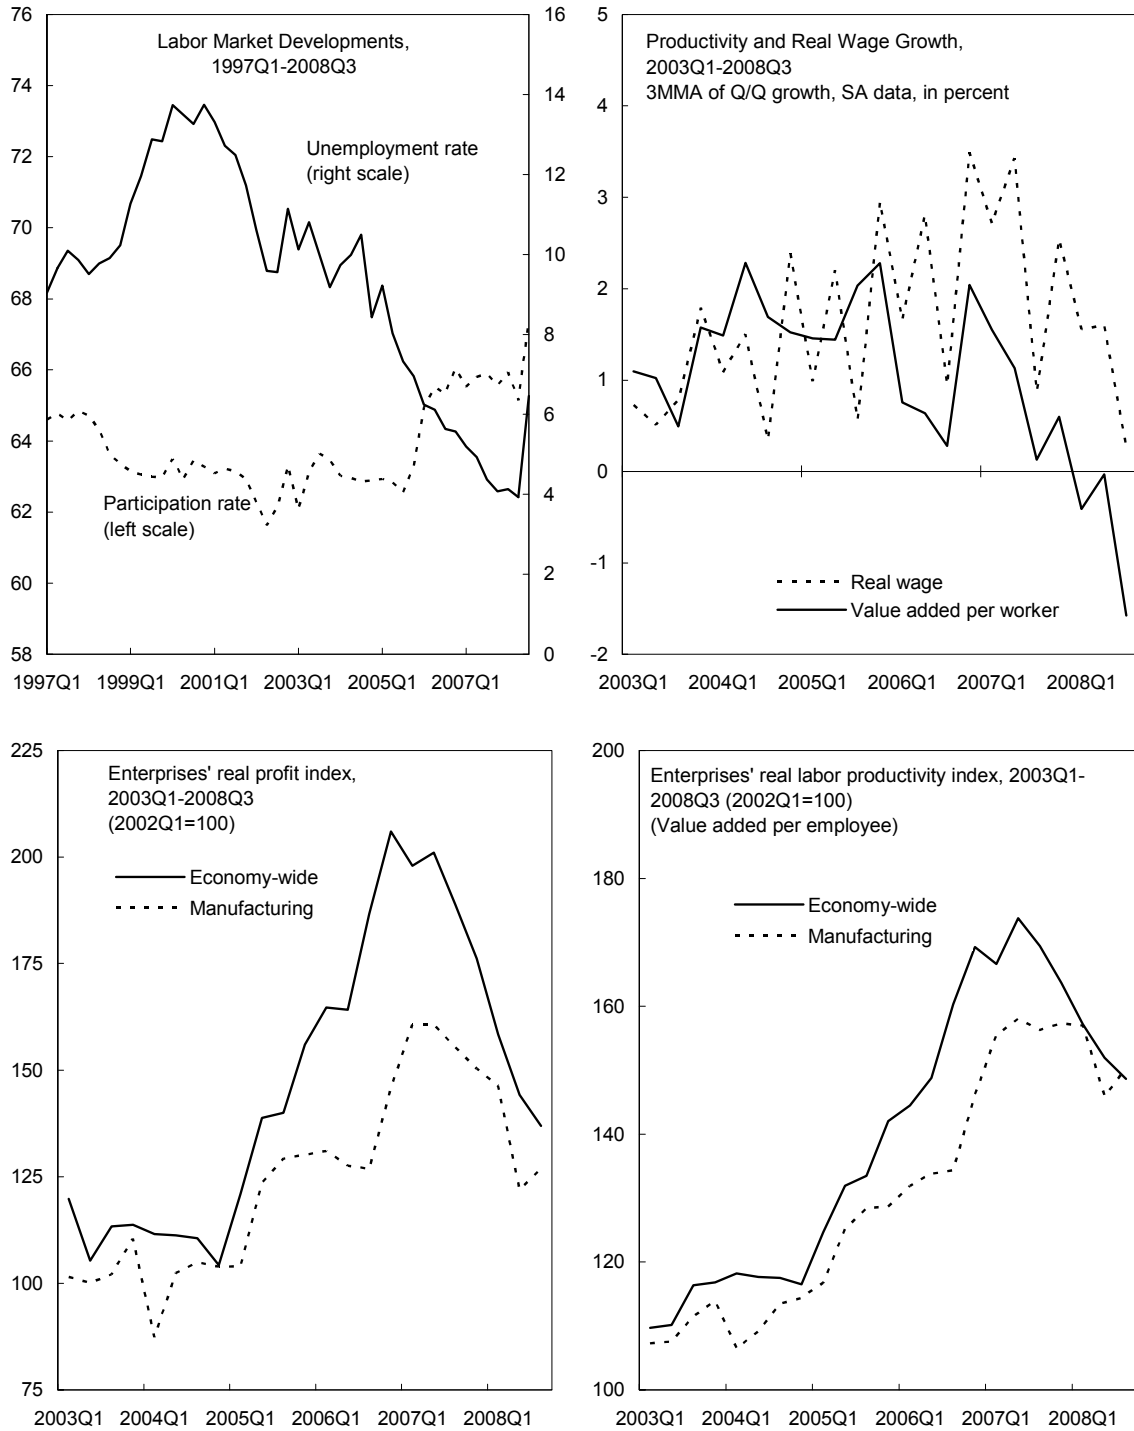 76
74
72
70
68
66
64
62
60
58
16
14
12
10
8
6
4
2
0
Labor Market Developments,
1997Q1-2008Q3
Unemployment rate
(right scale)
Participation rate
(left scale)
1997Q1 1999Q1 2001Q1 2003Q1 2005Q1 2007Q1
5
4
3
2
1
0
-1
-2
Productivity and Real Wage Growth,
2003Q1-2008Q3
3MMA of Q/Q growth, SA data, in percent
Real wage
Value added per worker
2003Q1 2004Q1 2005Q1 2006Q1 2007Q1 2008Q1
225
200
175
150
125
100
75
Enterprises' real profit index,
2003Q1-2008Q3
(2002Q1=100)
Economy-wide
Manufacturing
2003Q1 2004Q1 2005Q1 2006Q1 2007Q1 2008Q1
200
180
160
140
120
100
Enterprises' real labor productivity index, 2003Q1-
2008Q3 (2002Q1=100)
(Value added per employee)
Economy-wide
Manufacturing
2003Q1 2004Q1 2005Q1 2006Q1 2007Q1 2008Q1